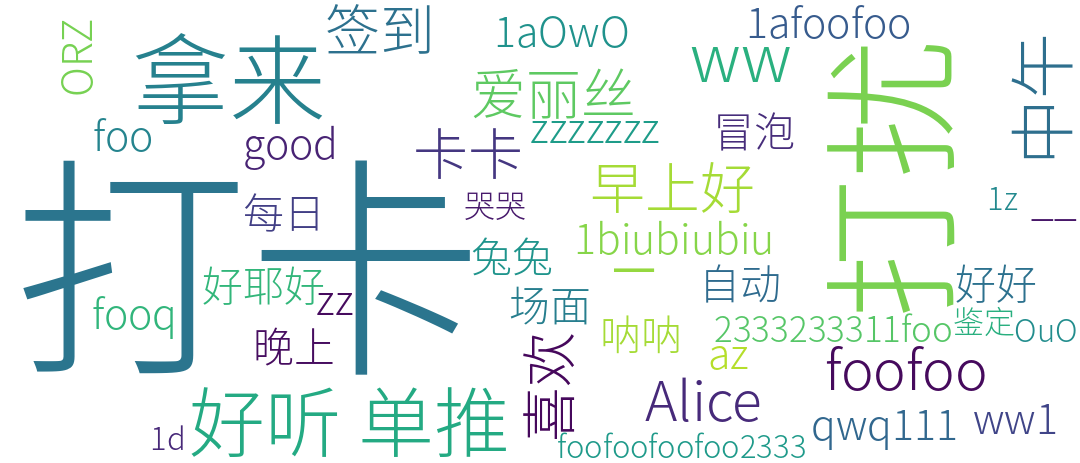 签到
1aOwO
1afoofoo
ORZ
拿来
ww
爱丽丝
打扰
中午
foo
good
卡卡
zzzzzzz
冒泡
打卡
每日
哭哭
早上好
1z
__
1biubiubiu
兔兔
一
自动
好好
好耶好
zz
场面
fooq
晚上
呐呐
2333233311foo
鉴定
OuO
az
喜欢
foofoo
好听
单推
Alice
qwq111
ww1
1d
foofoofoofoo2333